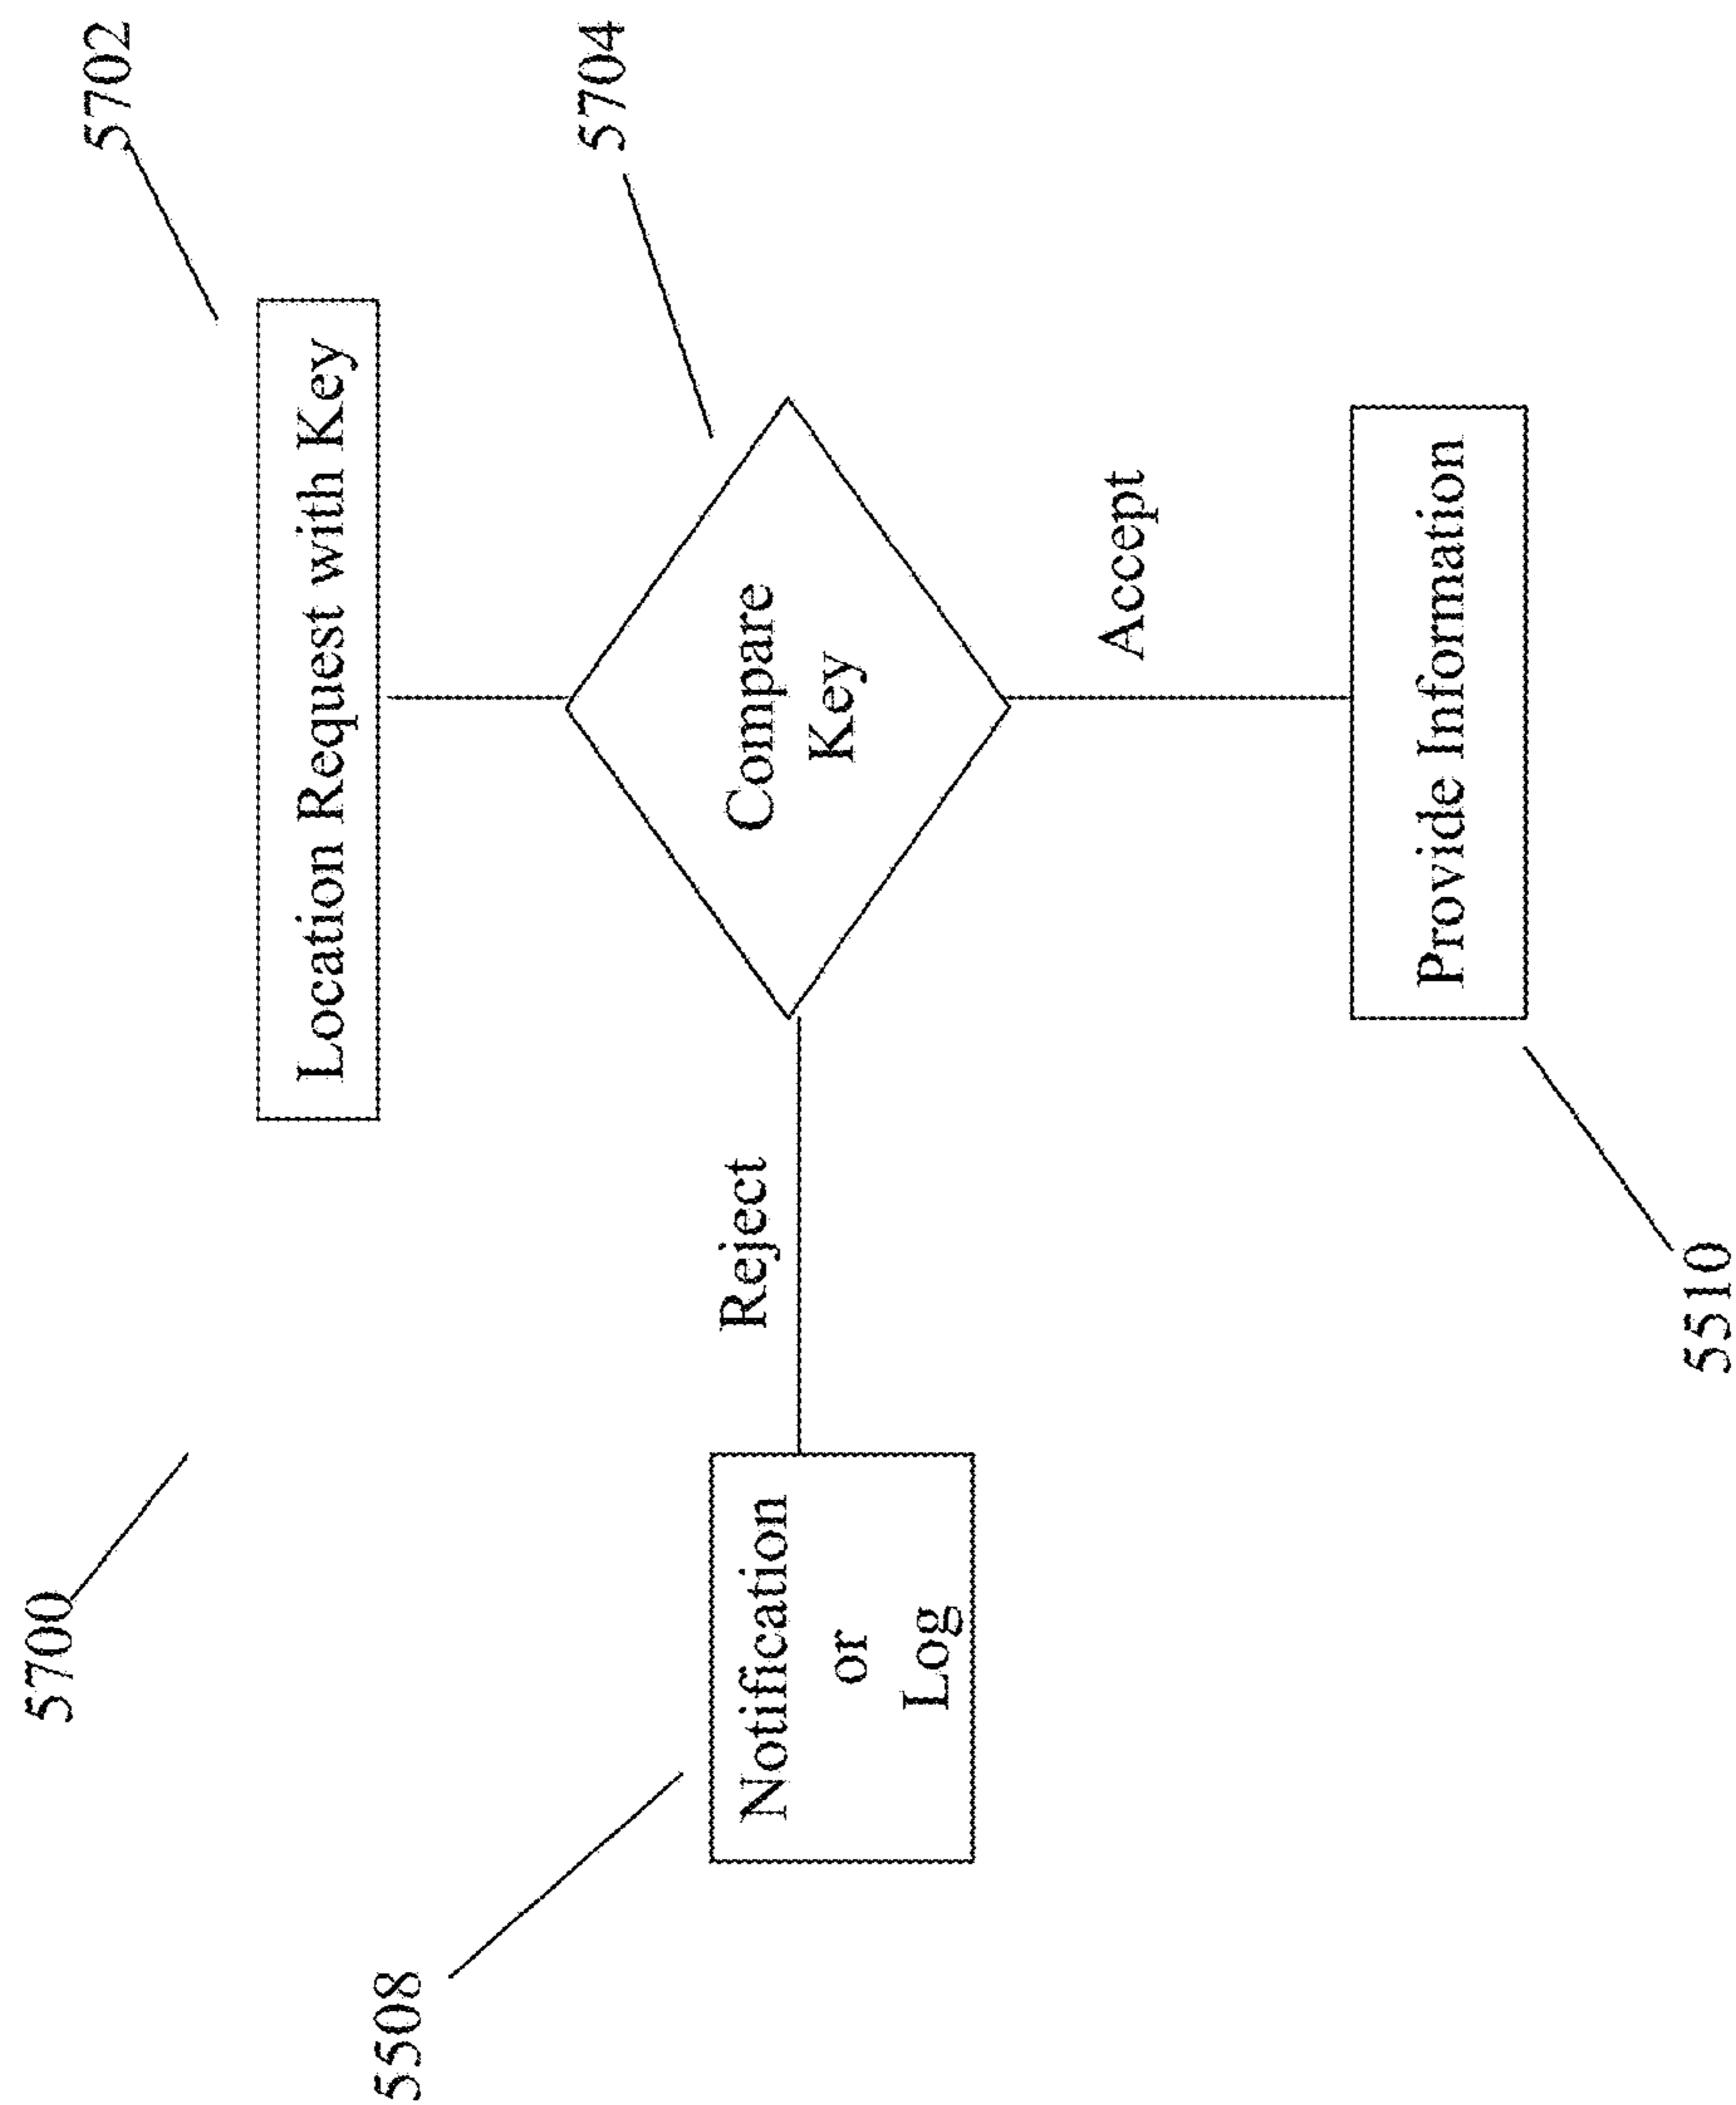 5700
5702
Location Request with Key
5704
Compare
Key
Reject
5508
Notification
or
Log
Accept
Provide Information
5510